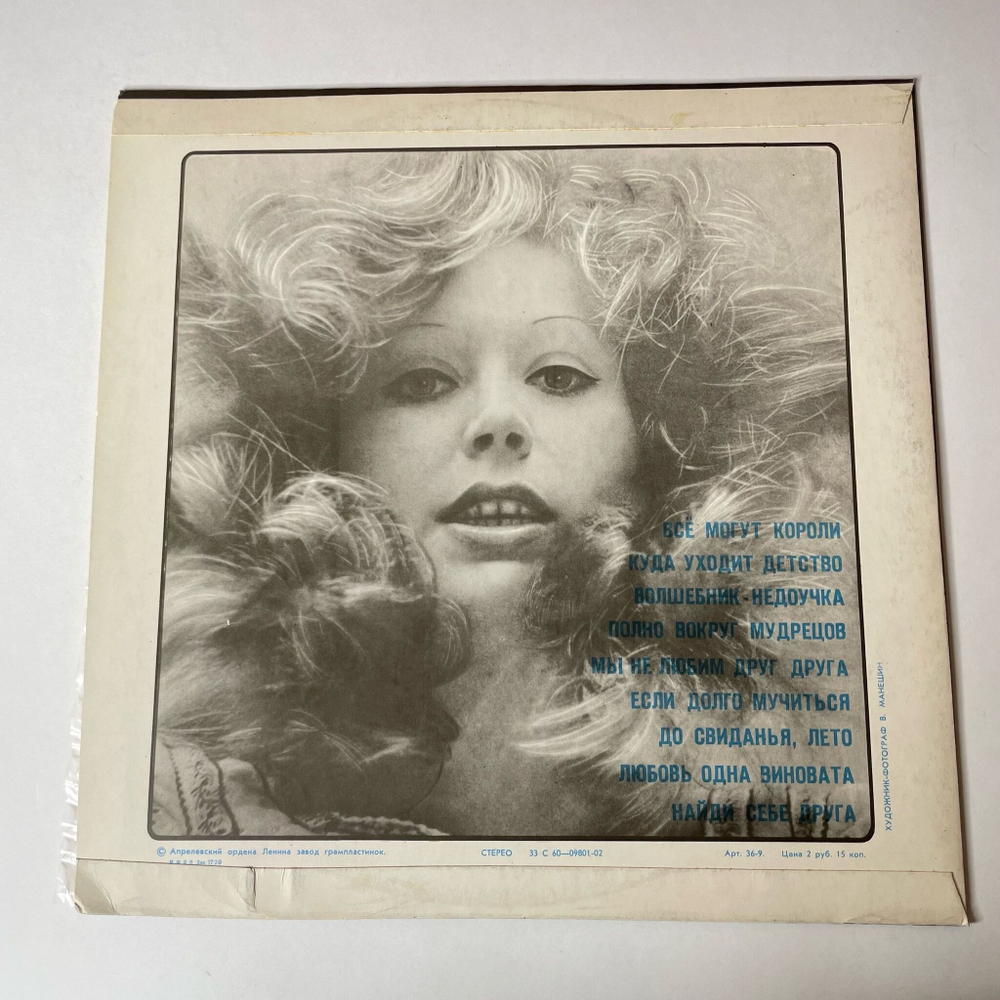 ВСЁ МОГУТ КОРОЛИ
КУДА УХОДИТ ДЕТСТВО
ВОЛШЕБНИК-НЕДОУЧКА
ПОЛНО ВОКРУГ МУДРЕЦОВ
МЫ НЕ ЛЮБИМ ДРУГ ДРУГА
ЕСЛИ ДОЛГО МУЧИТЬСЯ
ДО СВИДАНЬЯ, ЛЕТО
ЛЮБОВЬ ОДНА ВИНОВАТА
НАЙДИ СЕБЕ ДРУГА
ХУДОЖНИК-ФОТОГРАФ В. МАНЕШИН
© Апрелевский ордена Ленина завод грампластинок. СТЕРЕО 33 С 60—09801-02 Арт. 36-9. Цена 2 руб. 15 коп.